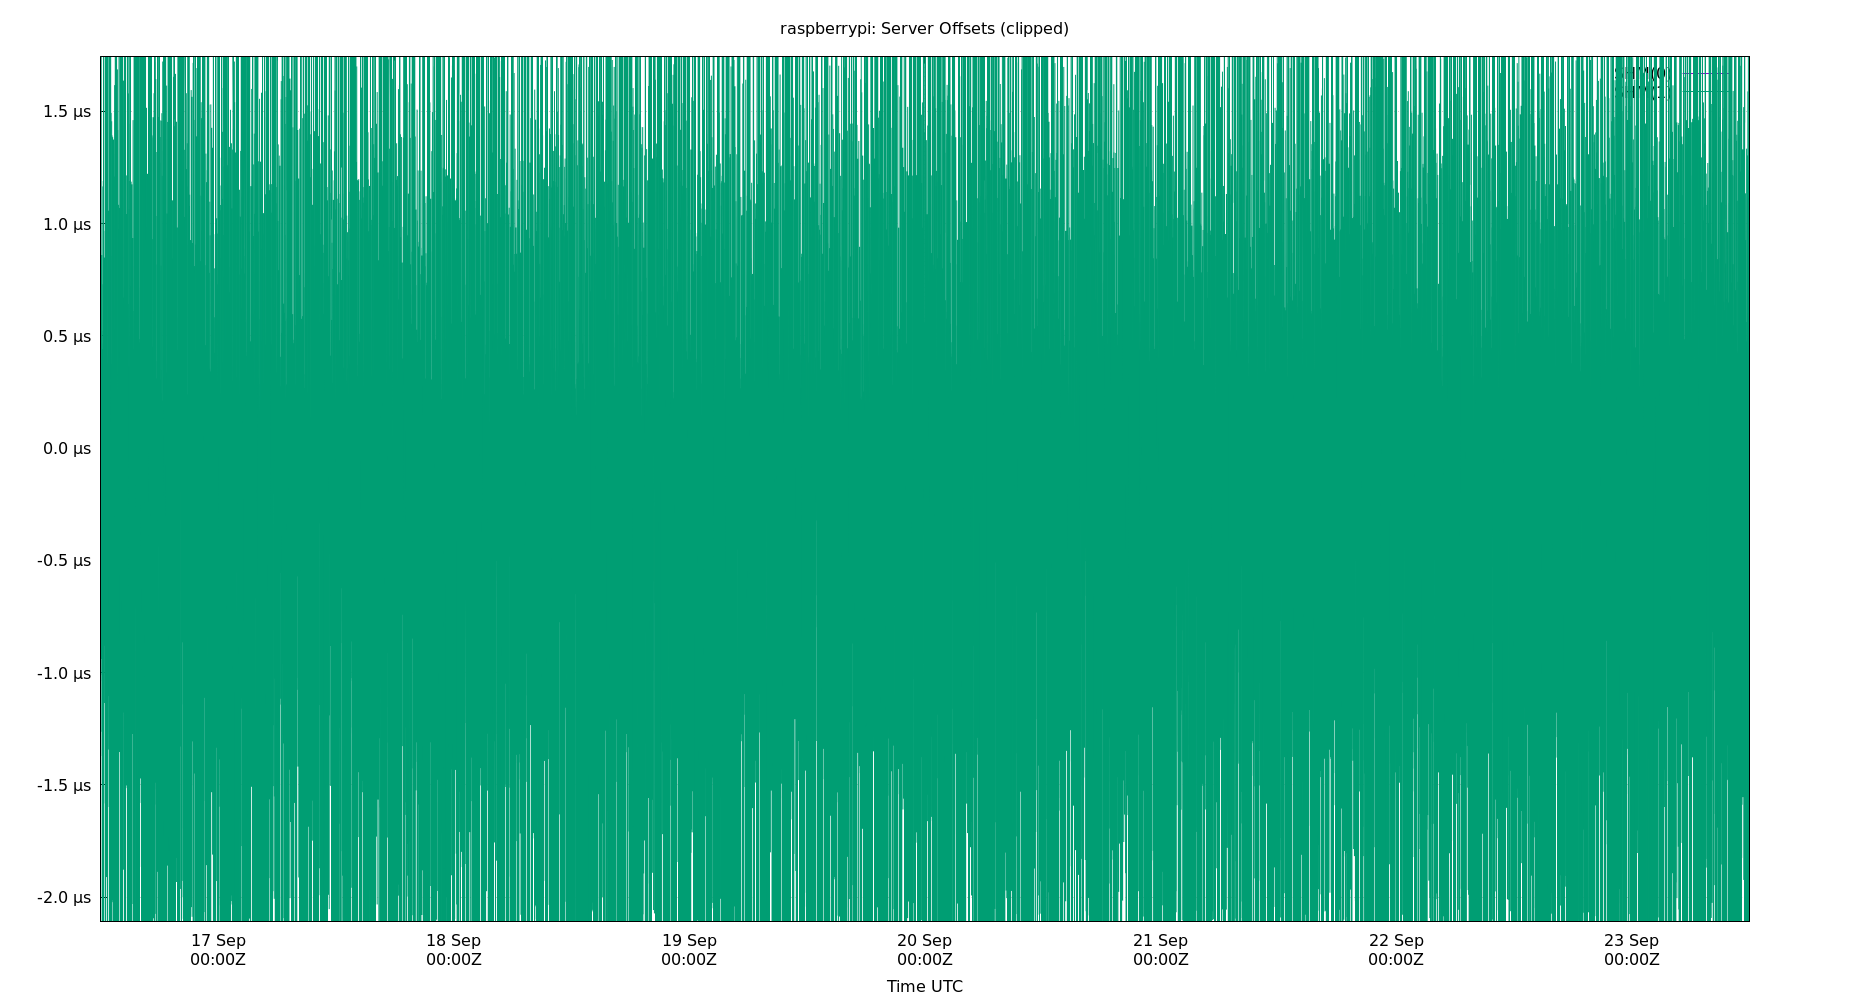 raspberrypi: Server Offsets (clipped)
SHM(0)
1.5 µs
1.0 µs
0.5 µs
0.0 µs
-0.5 µs
-1.0 µs
-1.5 µs
-2.0 µs
17 Sep
00:00Z
18 Sep
00:00Z
19 Sep
00:00Z
20 Sep
00:00Z
21 Sep
00:00Z
22 Sep
00:00Z
23 Sep
00:00Z
Time UTC